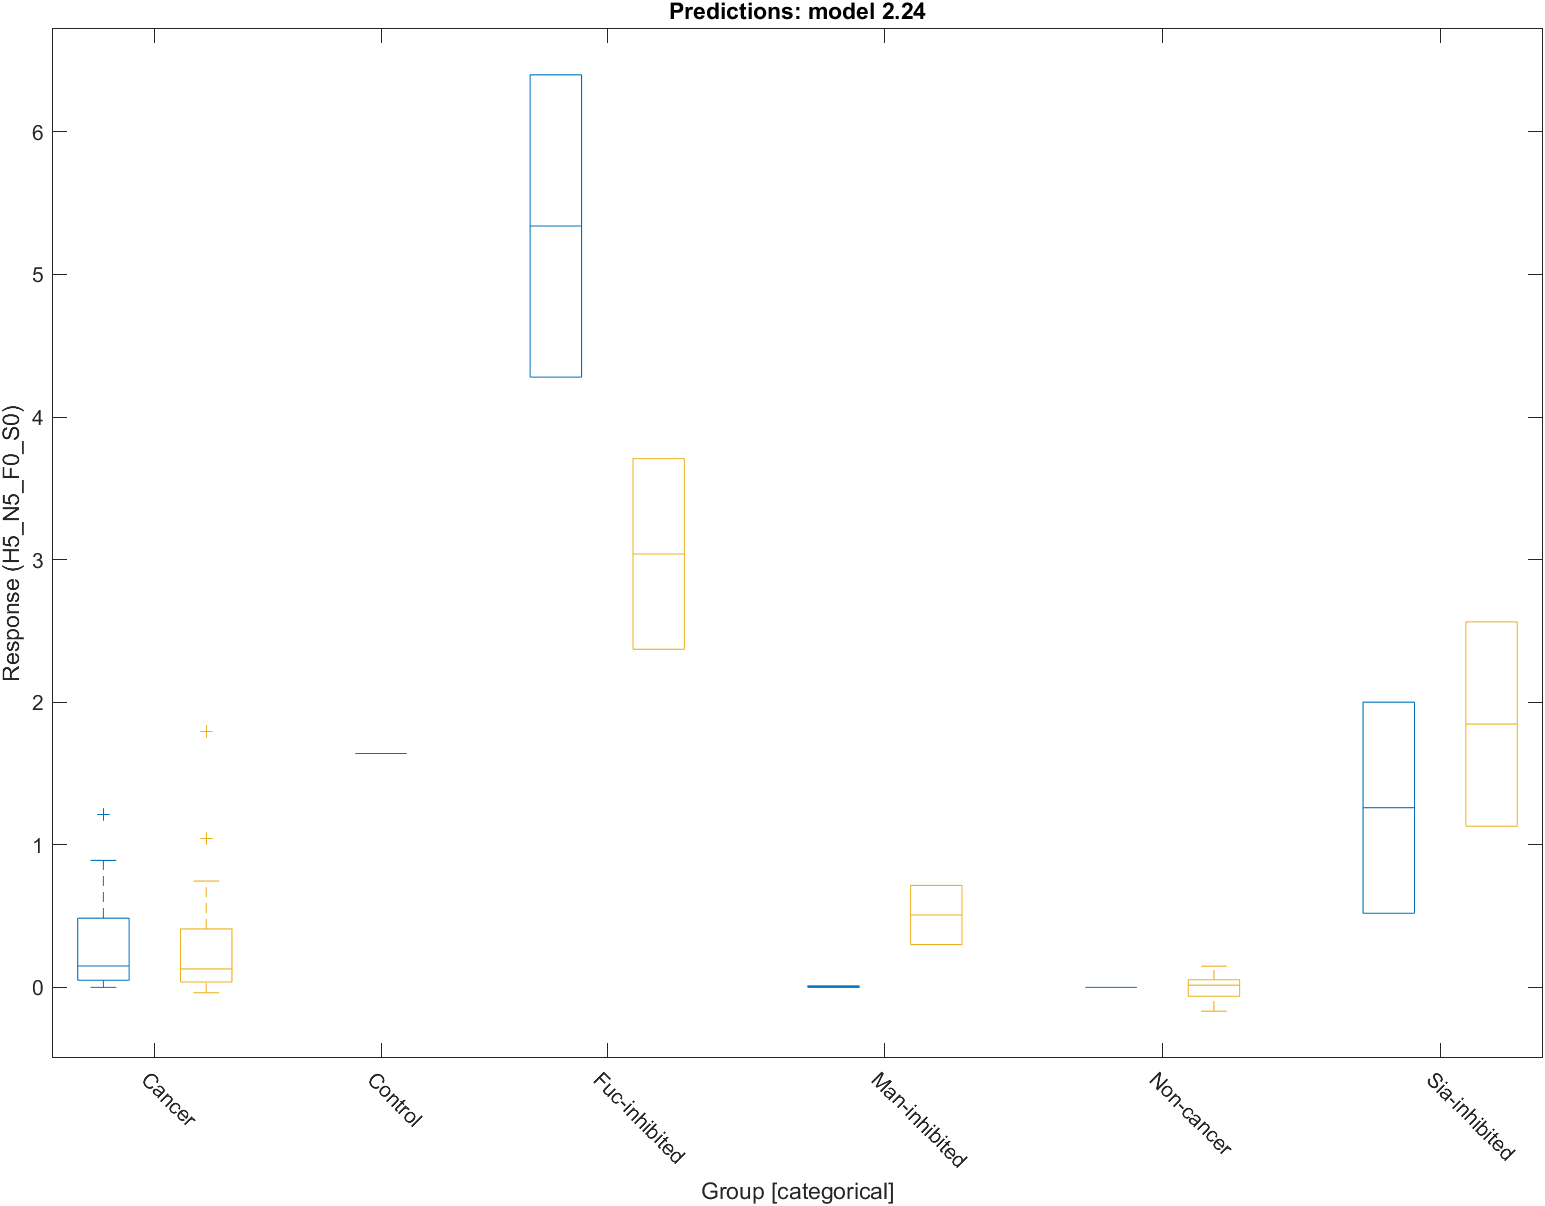 Predictions: model 2.24
Response (H5_N5_F0_S0)
6
5
4
3
2
1
0
Cancer
Control
Fuc-inhibited
Man-inhibited
Non-cancer
Sia-inhibited
Group [categorical]